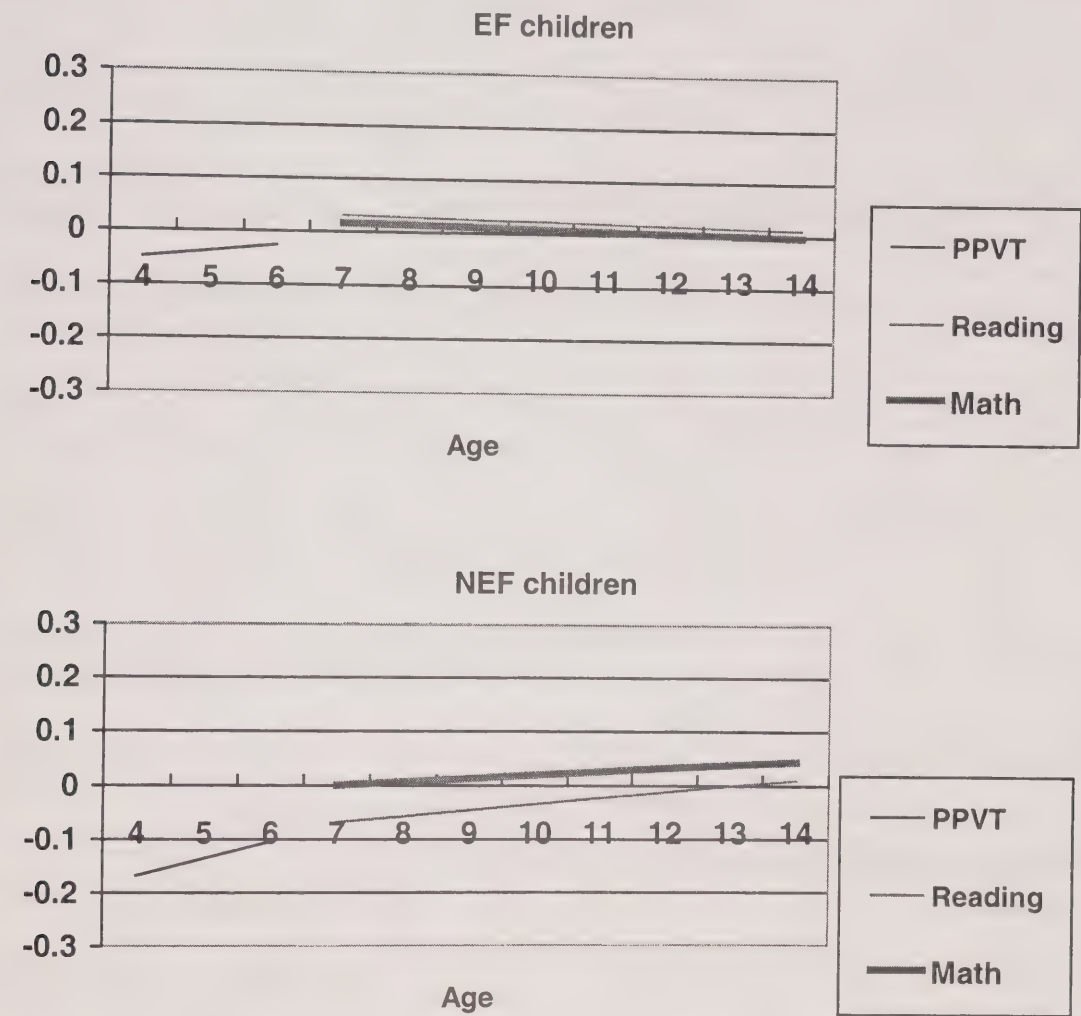 EF children
0.3
0.2
0.1
0
-0.1
-0.2
-0.3
4 5 6 7 8 9 10 11 12 13 14
Age
PPVT
Reading
Math
NEF children
0.3
0.2
0.1
0
-0.1
-0.2
-0.3
4 5 6 7 8 9 10 11 12 13 14
Age
PPVT
Reading
Math